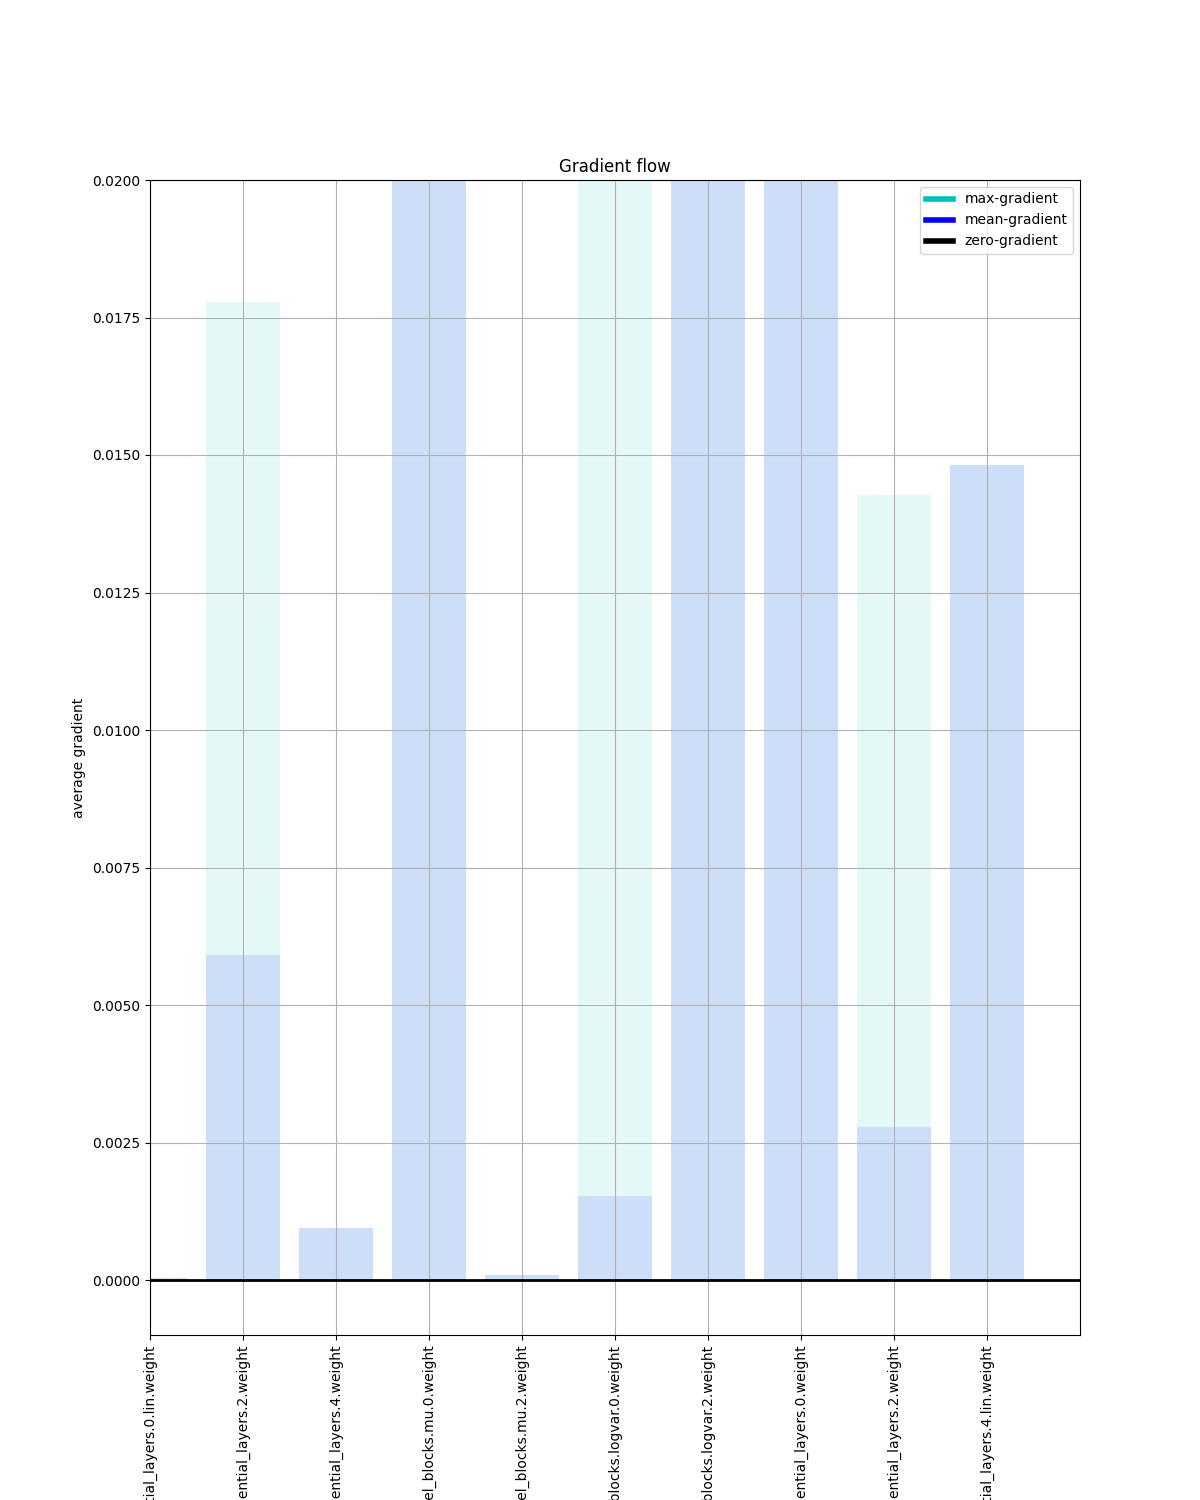 Gradient flow
max-gradient
mean-gradient
zero-gradient
0.0200
0.0175
0.0150
0.0125
0.0100
0.0075
0.0050
0.0025
0.0000
average gradient
tial_layers.0.lin.weight
ential_layers.2.weight
ential_layers.4.weight
el_blocks.mu.0.weight
el_blocks.mu.2.weight
blocks.logvar.0.weight
blocks.logvar.2.weight
ential_layers.0.weight
ential_layers.2.weight
tial_layers.4.lin.weight